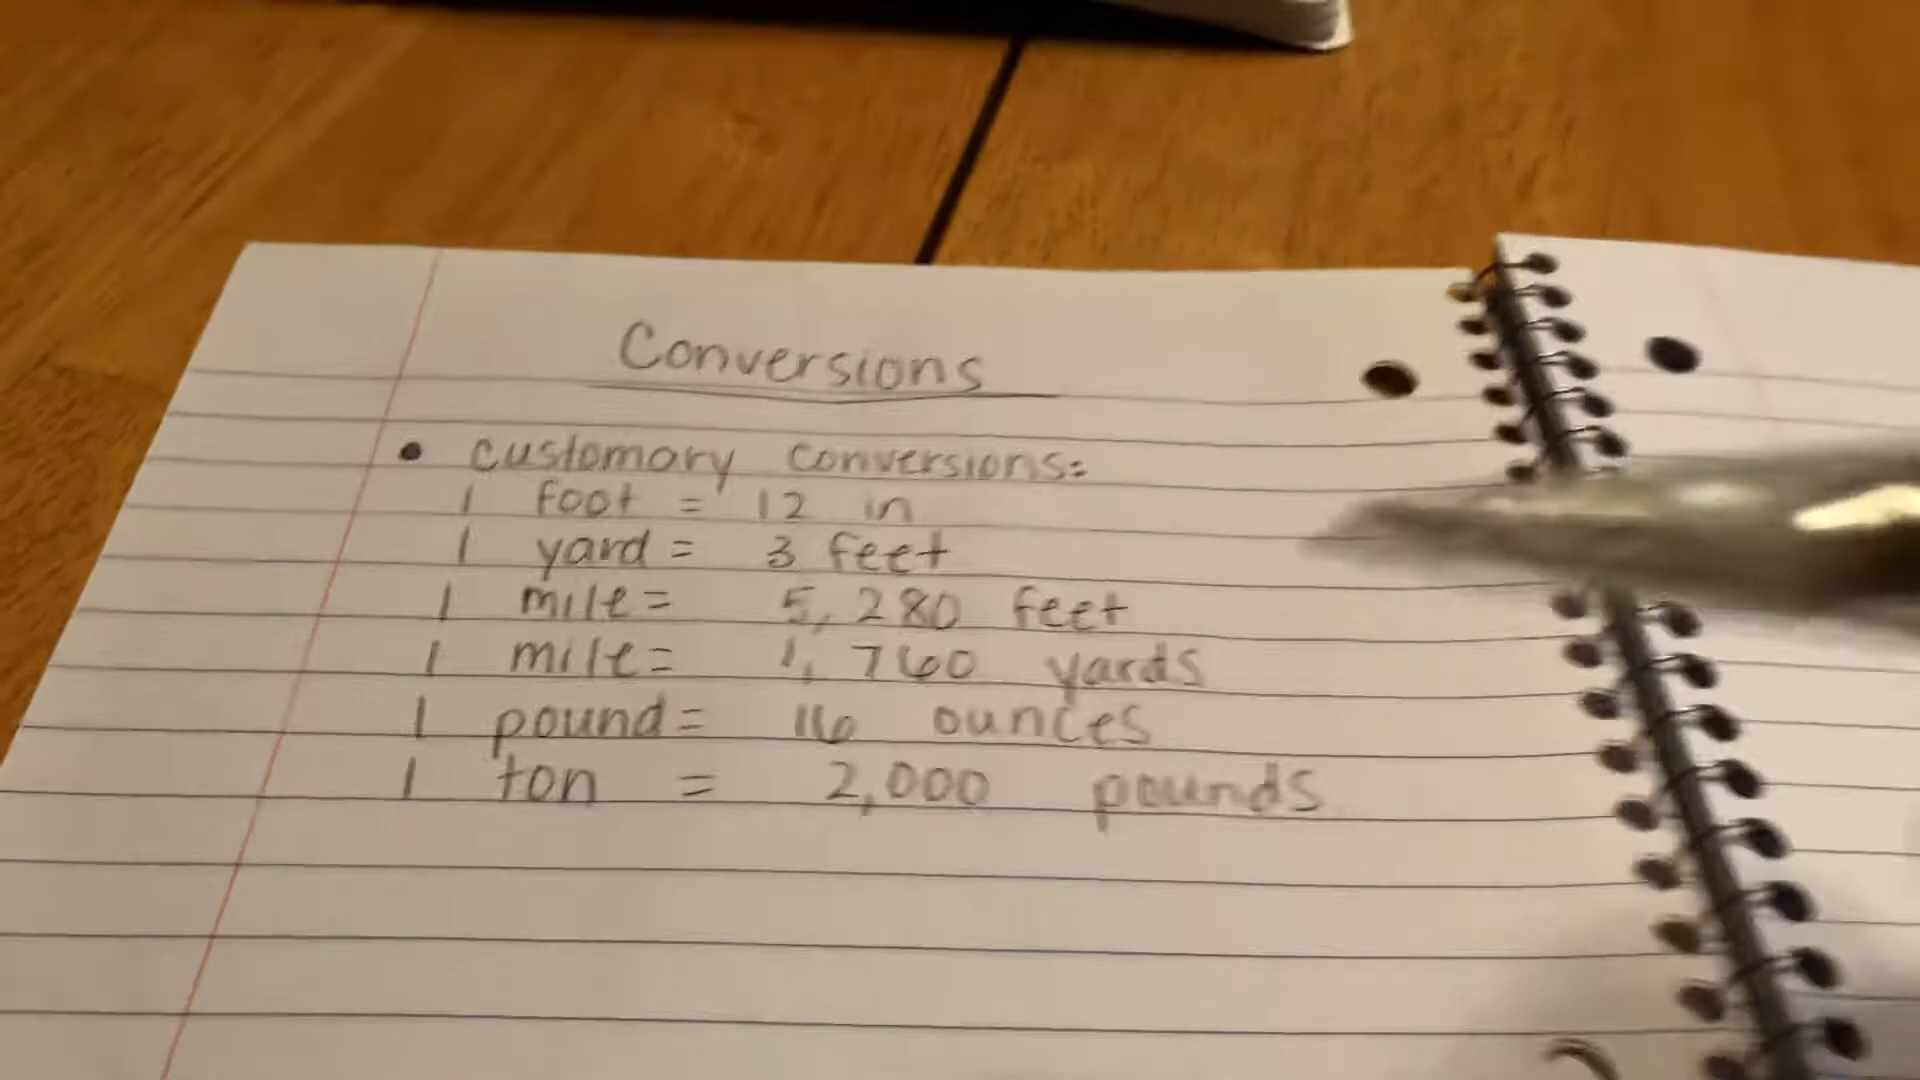 Conversions
• customary conversions:
1 foot = 12 in
1 yard = 3 feet
1 mile = 5,280 feet
1 mile = 1,760 yards
1 pound = 16 ounces
1 ton = 2,000 pounds